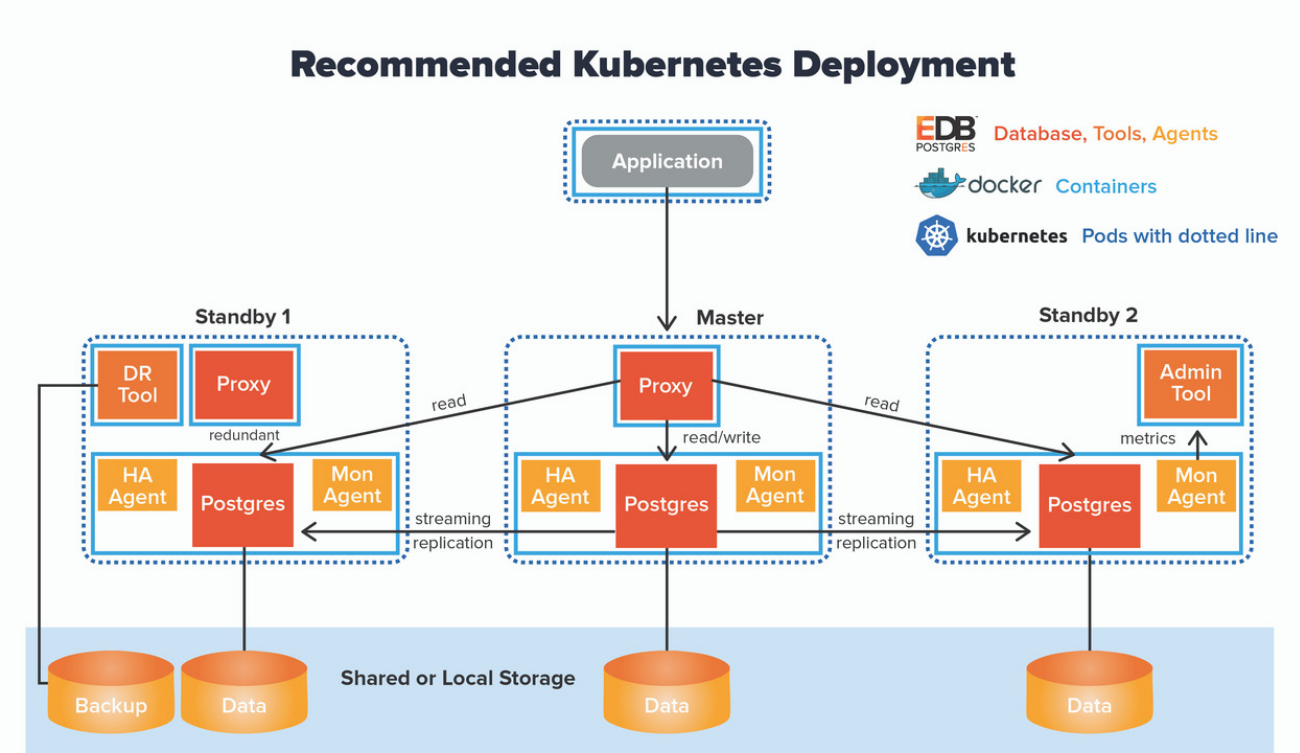 Recommended Kubernetes Deployment
Application
EDB POSTGRES Database, Tools, Agents
docker Containers
kubernetes Pods with dotted line
Standby 1
DR
Tool
Proxy
redundant
HA
Agent
Postgres
Mon
Agent
Master
Proxy
read
read
read/write
HA
Agent
Postgres
Mon
Agent
streaming
replication
streaming
replication
Standby 2
Admin
Tool
metrics
HA
Agent
Postgres
Mon
Agent
Shared or Local Storage
Backup
Data
Data
Data